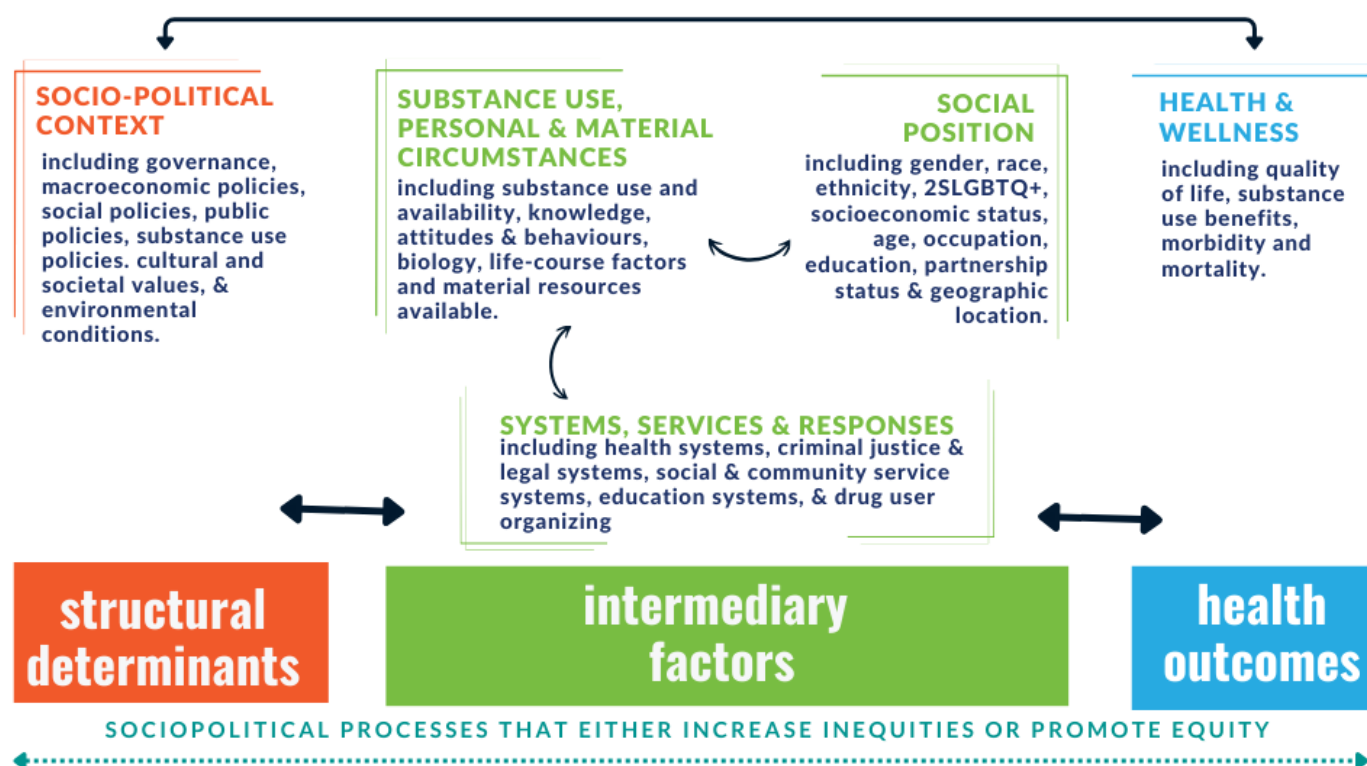 SOCIO-POLITICAL
CONTEXT
including governance,
macroeconomic policies,
social policies, public
policies, substance use
policies. cultural and
societal values, &
environmental
conditions.
SUBSTANCE USE,
PERSONAL & MATERIAL
CIRCUMSTANCES
including substance use and
availability, knowledge,
attitudes & behaviours,
biology, life-course factors
and material resources
available.
SOCIAL
POSITION
including gender, race,
ethnicity, 2SLGBTQ+,
socioeconomic status,
age, occupation,
education, partnership
status & geographic
location.
HEALTH &
WELLNESS
including quality
of life, substance
use benefits,
morbidity and
mortality.
SYSTEMS, SERVICES & RESPONSES
including health systems, criminal justice &
legal systems, social & community service
systems, education systems, & drug user
organizing
structural
determinants
intermediary
factors
health
outcomes
SOCIOPOLITICAL PROCESSES THAT EITHER INCREASE INEQUITIES OR PROMOTE EQUITY